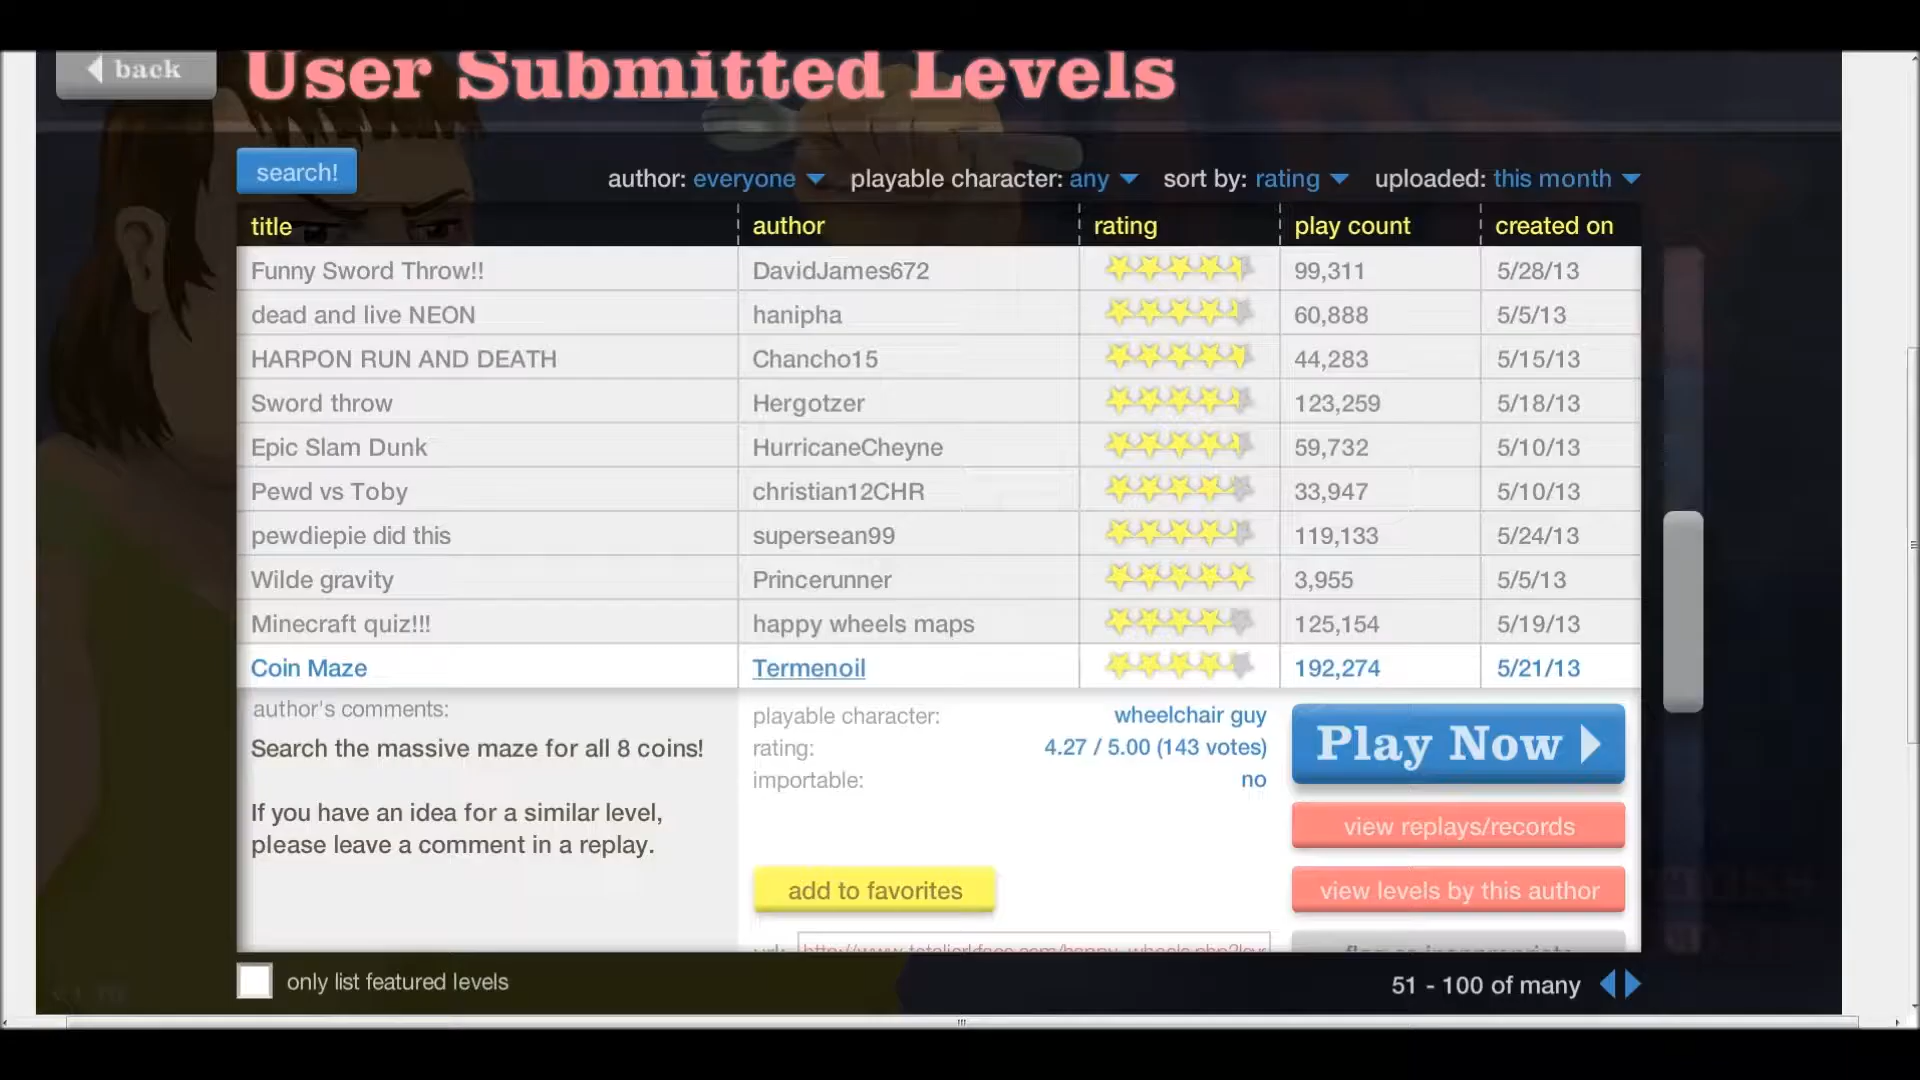 back
User Submitted Levels
search!
author: everyone playable character: any sort by: rating uploaded: this month
title author rating play count created on
Funny Sword Throw!! DavidJames672 99,311 5/28/13
dead and live NEON hanipha 60,888 5/5/13
HARPON RUN AND DEATH Chancho15 44,283 5/15/13
Sword throw Hergotzer 123,259 5/18/13
Epic Slam Dunk HurricaneCheyne 59,732 5/10/13
Pewd vs Toby christian12CHR 33,947 5/10/13
pewdiepie did this supersean99 119,133 5/24/13
Wilde gravity Princerunner 3,955 5/5/13
Minecraft quiz!!! happy wheels maps 125,154 5/19/13
Coin Maze Termenoil 192,274 5/21/13
author's comments:
Search the massive maze for all 8 coins!
If you have an idea for a similar level,
please leave a comment in a replay.
playable character: wheelchair guy
rating: 4.27 / 5.00 (143 votes)
importable: no
add to favorites
Play Now
view replays/records
view levels by this author
only list featured levels
51 - 100 of many